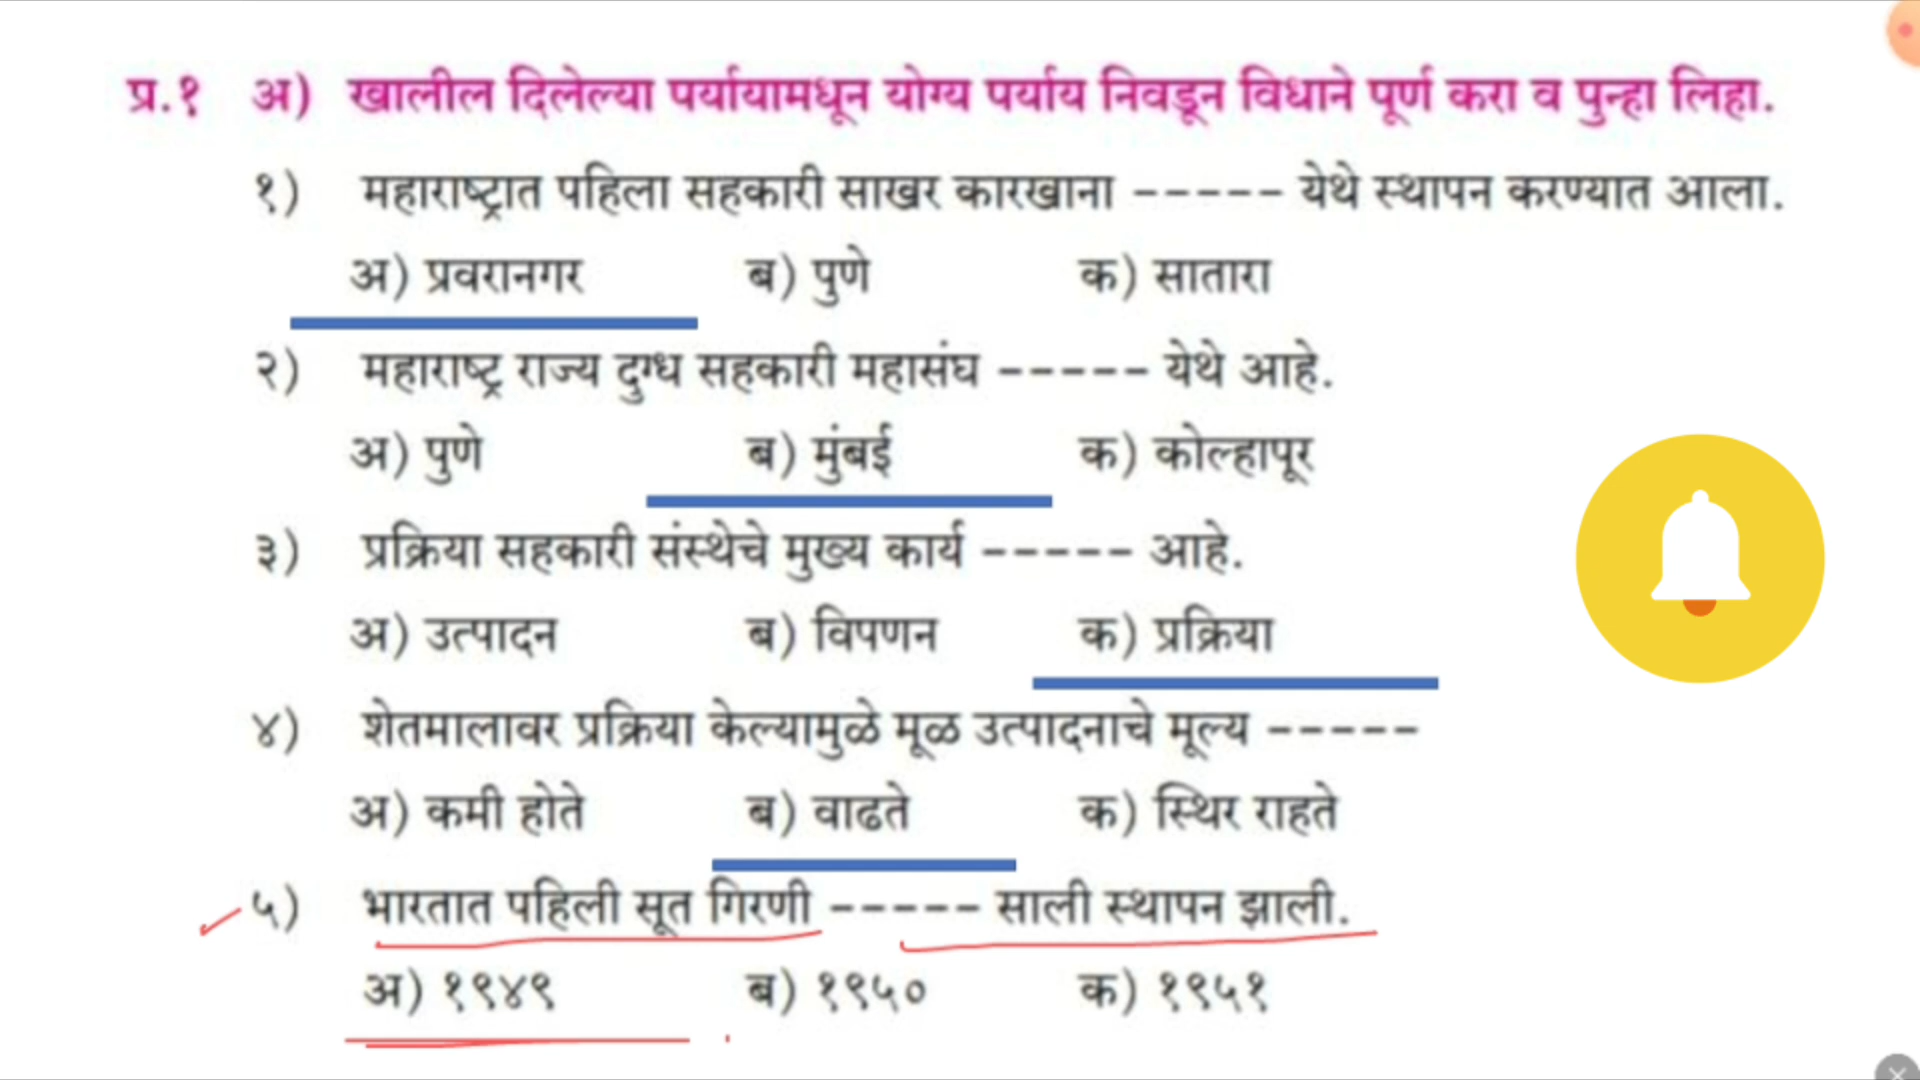 प्र.१ अ) खालील दिलेल्या पर्यायामधून योग्य पर्याय निवडून विधाने पूर्ण करा व पुन्हा लिहा.
१) महाराष्ट्रात पहिला सहकारी साखर कारखाना ----- येथे स्थापन करण्यात आला.
अ) प्रवरानगर ब) पुणे क) सातारा
२) महाराष्ट्र राज्य दुग्ध सहकारी महासंघ ----- येथे आहे.
अ) पुणे ब) मुंबई क) कोल्हापूर
३) प्रक्रिया सहकारी संस्थेचे मुख्य कार्य ----- आहे.
अ) उत्पादन ब) विपणन क) प्रक्रिया
४) शेतमालावर प्रक्रिया केल्यामुळे मूळ उत्पादनाचे मूल्य -----
अ) कमी होते ब) वाढते क) स्थिर राहते
५) भारतात पहिली सूत गिरणी ----- साली स्थापन झाली.
अ) १९४९ ब) १९५० क) १९५१